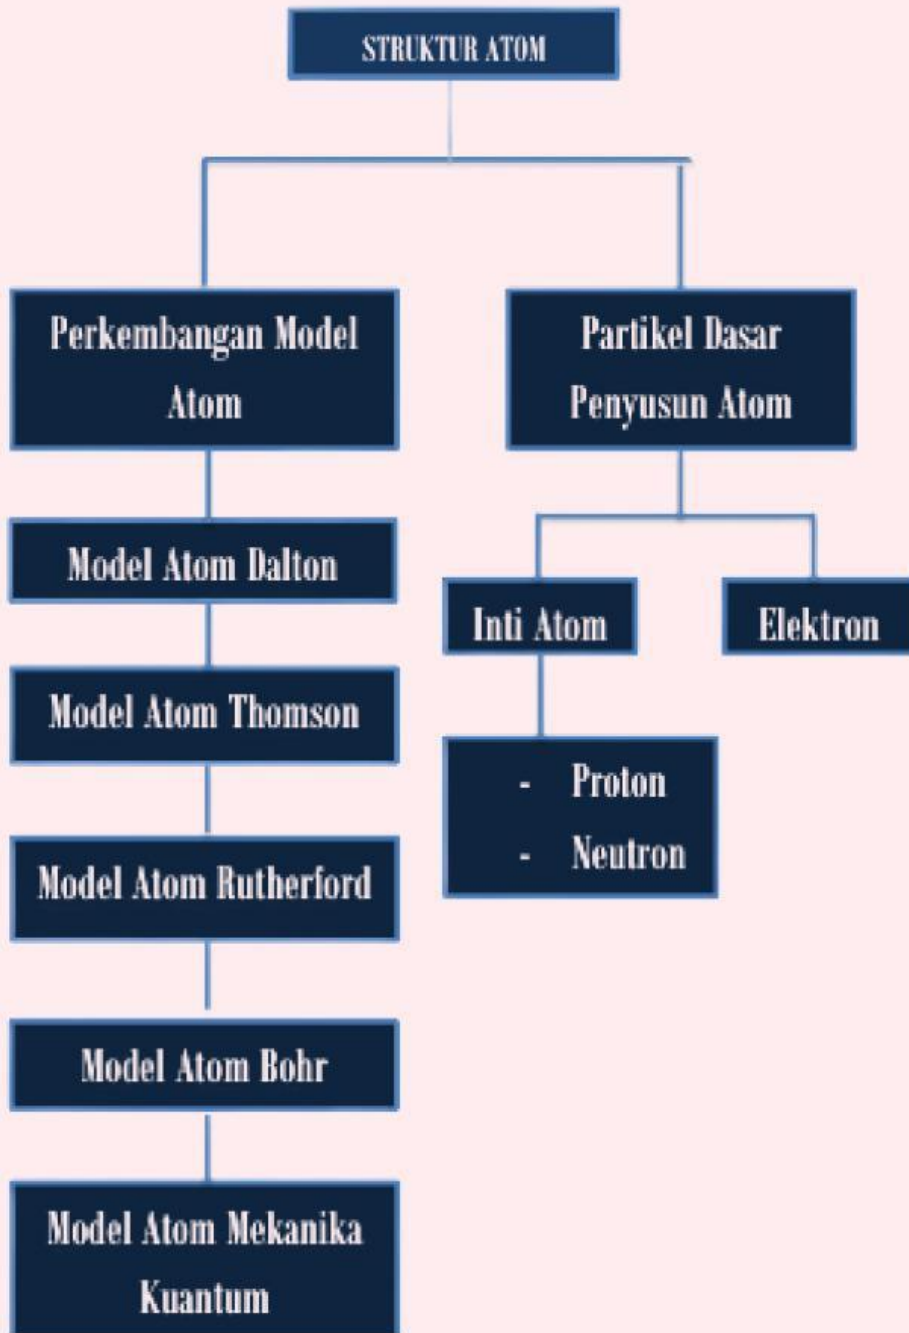 STRUKTUR ATOM
Perkembangan Model
Atom
Model Atom Dalton
Model Atom Thomson
Model Atom Rutherford
Model Atom Bohr
Model Atom Mekanika
Kuantum
Partikel Dasar
Penyusun Atom
Inti Atom
Elektron
- Proton
- Neutron